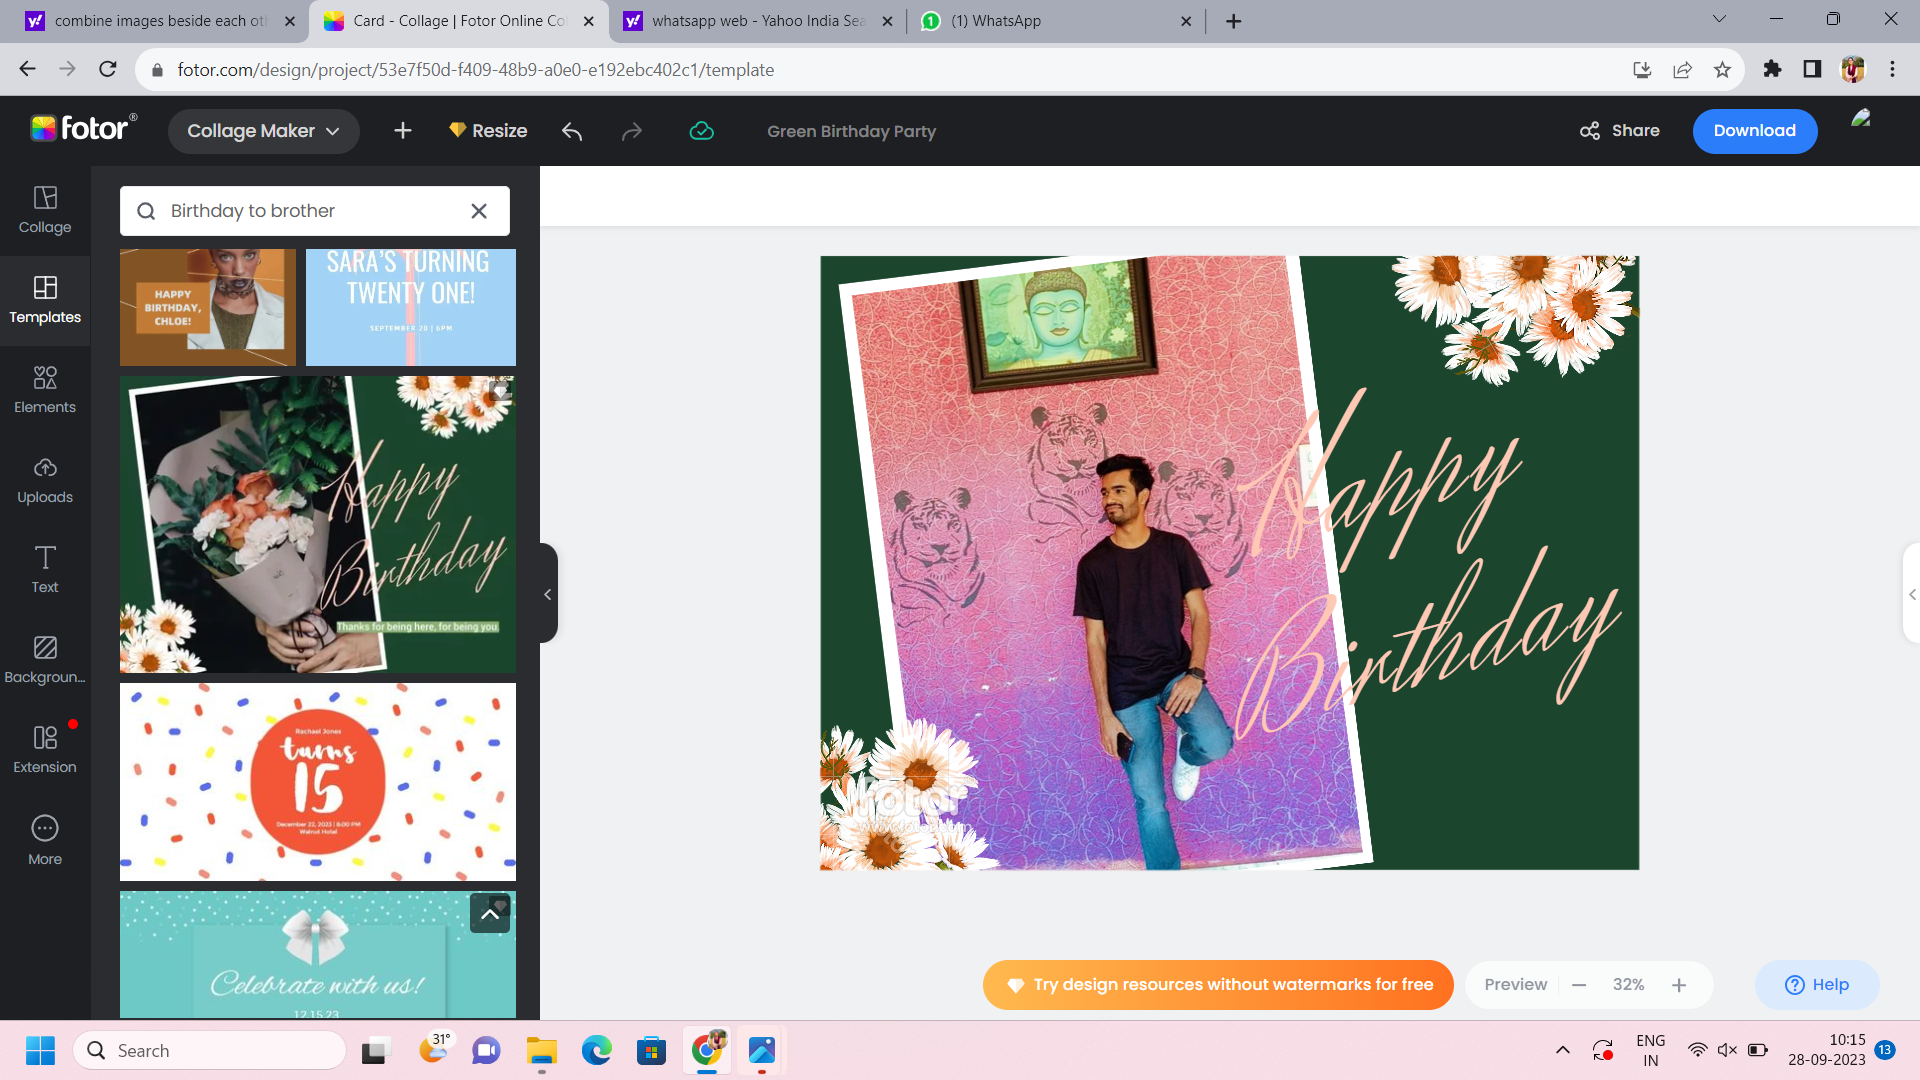 combine images beside each oth
Card - Collage | Fotor Online Co
whatsapp web - Yahoo India Sea
(1) WhatsApp
fotor.com/design/project/53e7f50d-f409-48b9-a0e0-e192ebc402c1/template
fotor®
Collage Maker
Resize
Green Birthday Party
Share
Download
Collage
Templates
Elements
Uploads
Text
Backgroun...
Extension
More
Birthday to brother
HAPPY
BIRTHDAY,
CHLOE!
SARA'S TURNING
TWENTY ONE!
SEPTEMBER 20 | 6PM
Happy
Birthday
Thanks for being here, for being you.
Rachael Jones
turns
15
December 22, 2023 | 6:00 PM
Walnut Hotel
Celebrate with us!
12.15.23
Happy
Birthday
fotor
Try design resources without watermarks for free
Preview
32%
Help
Search
31°
ENG
IN
10:15
28-09-2023
13